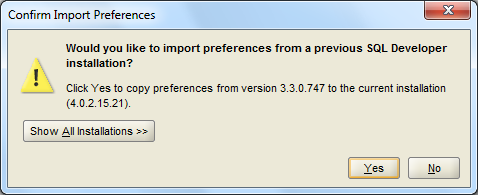 Confirm Import Preferences
Would you like to import preferences from a previous SQL Developer
installation?
Click Yes to copy preferences from version 3.3.0.747 to the current installation
(4.0.2.15.21).
Show All Installations >>
Yes No